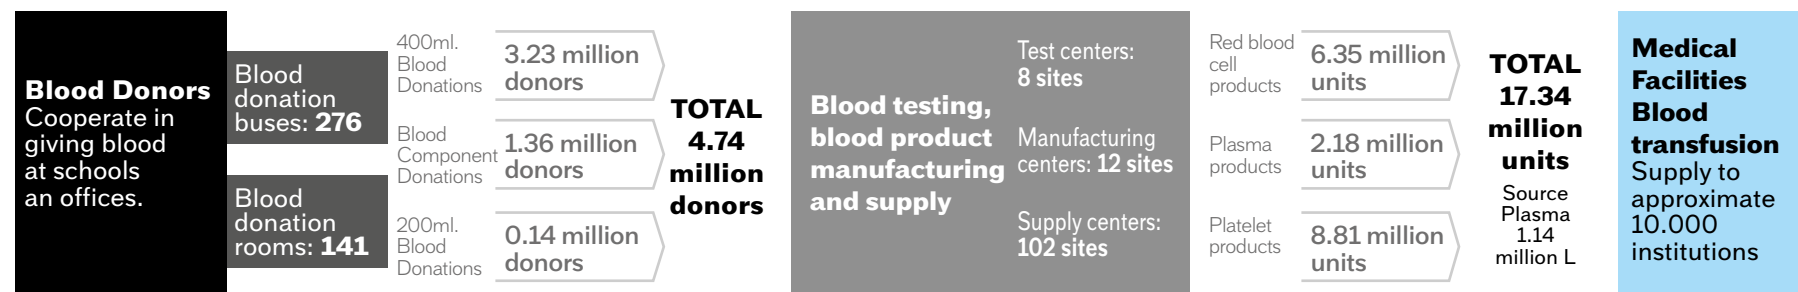 Blood Donors
Cooperate in
giving blood
at schools
an offices.
Blood
donation
buses: 276
Blood
donation
rooms: 141
400ml.
Blood
Donations
3.23 million
donors
Blood
Component
Donations
1.36 million
donors
200ml.
Blood
Donations
0.14 million
donors
TOTAL
4.74
million
donors
Blood testing,
blood product
manufacturing
and supply
Test centers:
8 sites
Manufacturing
centers: 12 sites
Supply centers:
102 sites
Red blood
cell
products
6.35 million
units
Plasma
products
2.18 million
units
Platelet
products
8.81 million
units
TOTAL
17.34
million
units
Source
Plasma
1.14
million L
Medical
Facilities
Blood
transfusion
Supply to
approximate
10.000
institutions